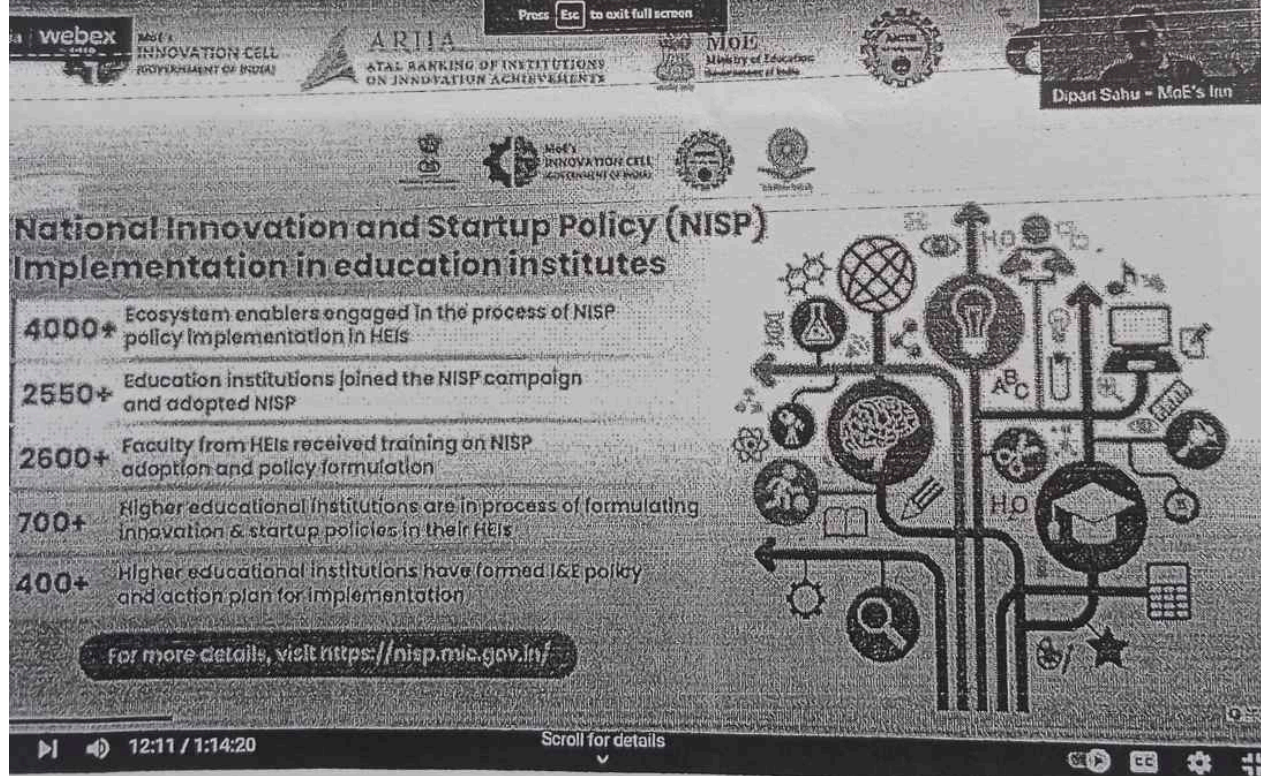 Press Esc to exit full screen
webex
MoE's
INNOVATION CELL
(GOVERNMENT OF INDIA)
ARIIA
ATAL RANKING OF INSTITUTIONS
ON INNOVATION ACHIEVEMENTS
MoE
Ministry of Education
Government of India
Dipan Sahu - MoE's Inn
MoE's
INNOVATION CELL
(GOVERNMENT OF INDIA)
National Innovation and Startup Policy (NISP)
Implementation in education institutes
4000+ Ecosystem enablers engaged in the process of NISP
policy implementation in HEIs
2550+ Education institutions joined the NISP campaign
and adopted NISP
2600+ Faculty from HEIs received training on NISP
adoption and policy formulation
700+ Higher educational institutions are in process of formulating
innovation & startup policies in their HEIs
400+ Higher educational institutions have formed I&E policy
and action plan for implementation
For more details, visit https://nisp.mic.gov.in/
H2O
ABC
H2O
12:11 / 1:14:20
Scroll for details
CC